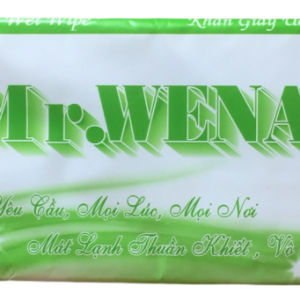 Wet Wipe Khăn Giấy
Mr.WENA
Yêu Cầu, Mọi Lúc, Mọi Nơi
Mát Lạnh Thuần Khiết, Vô